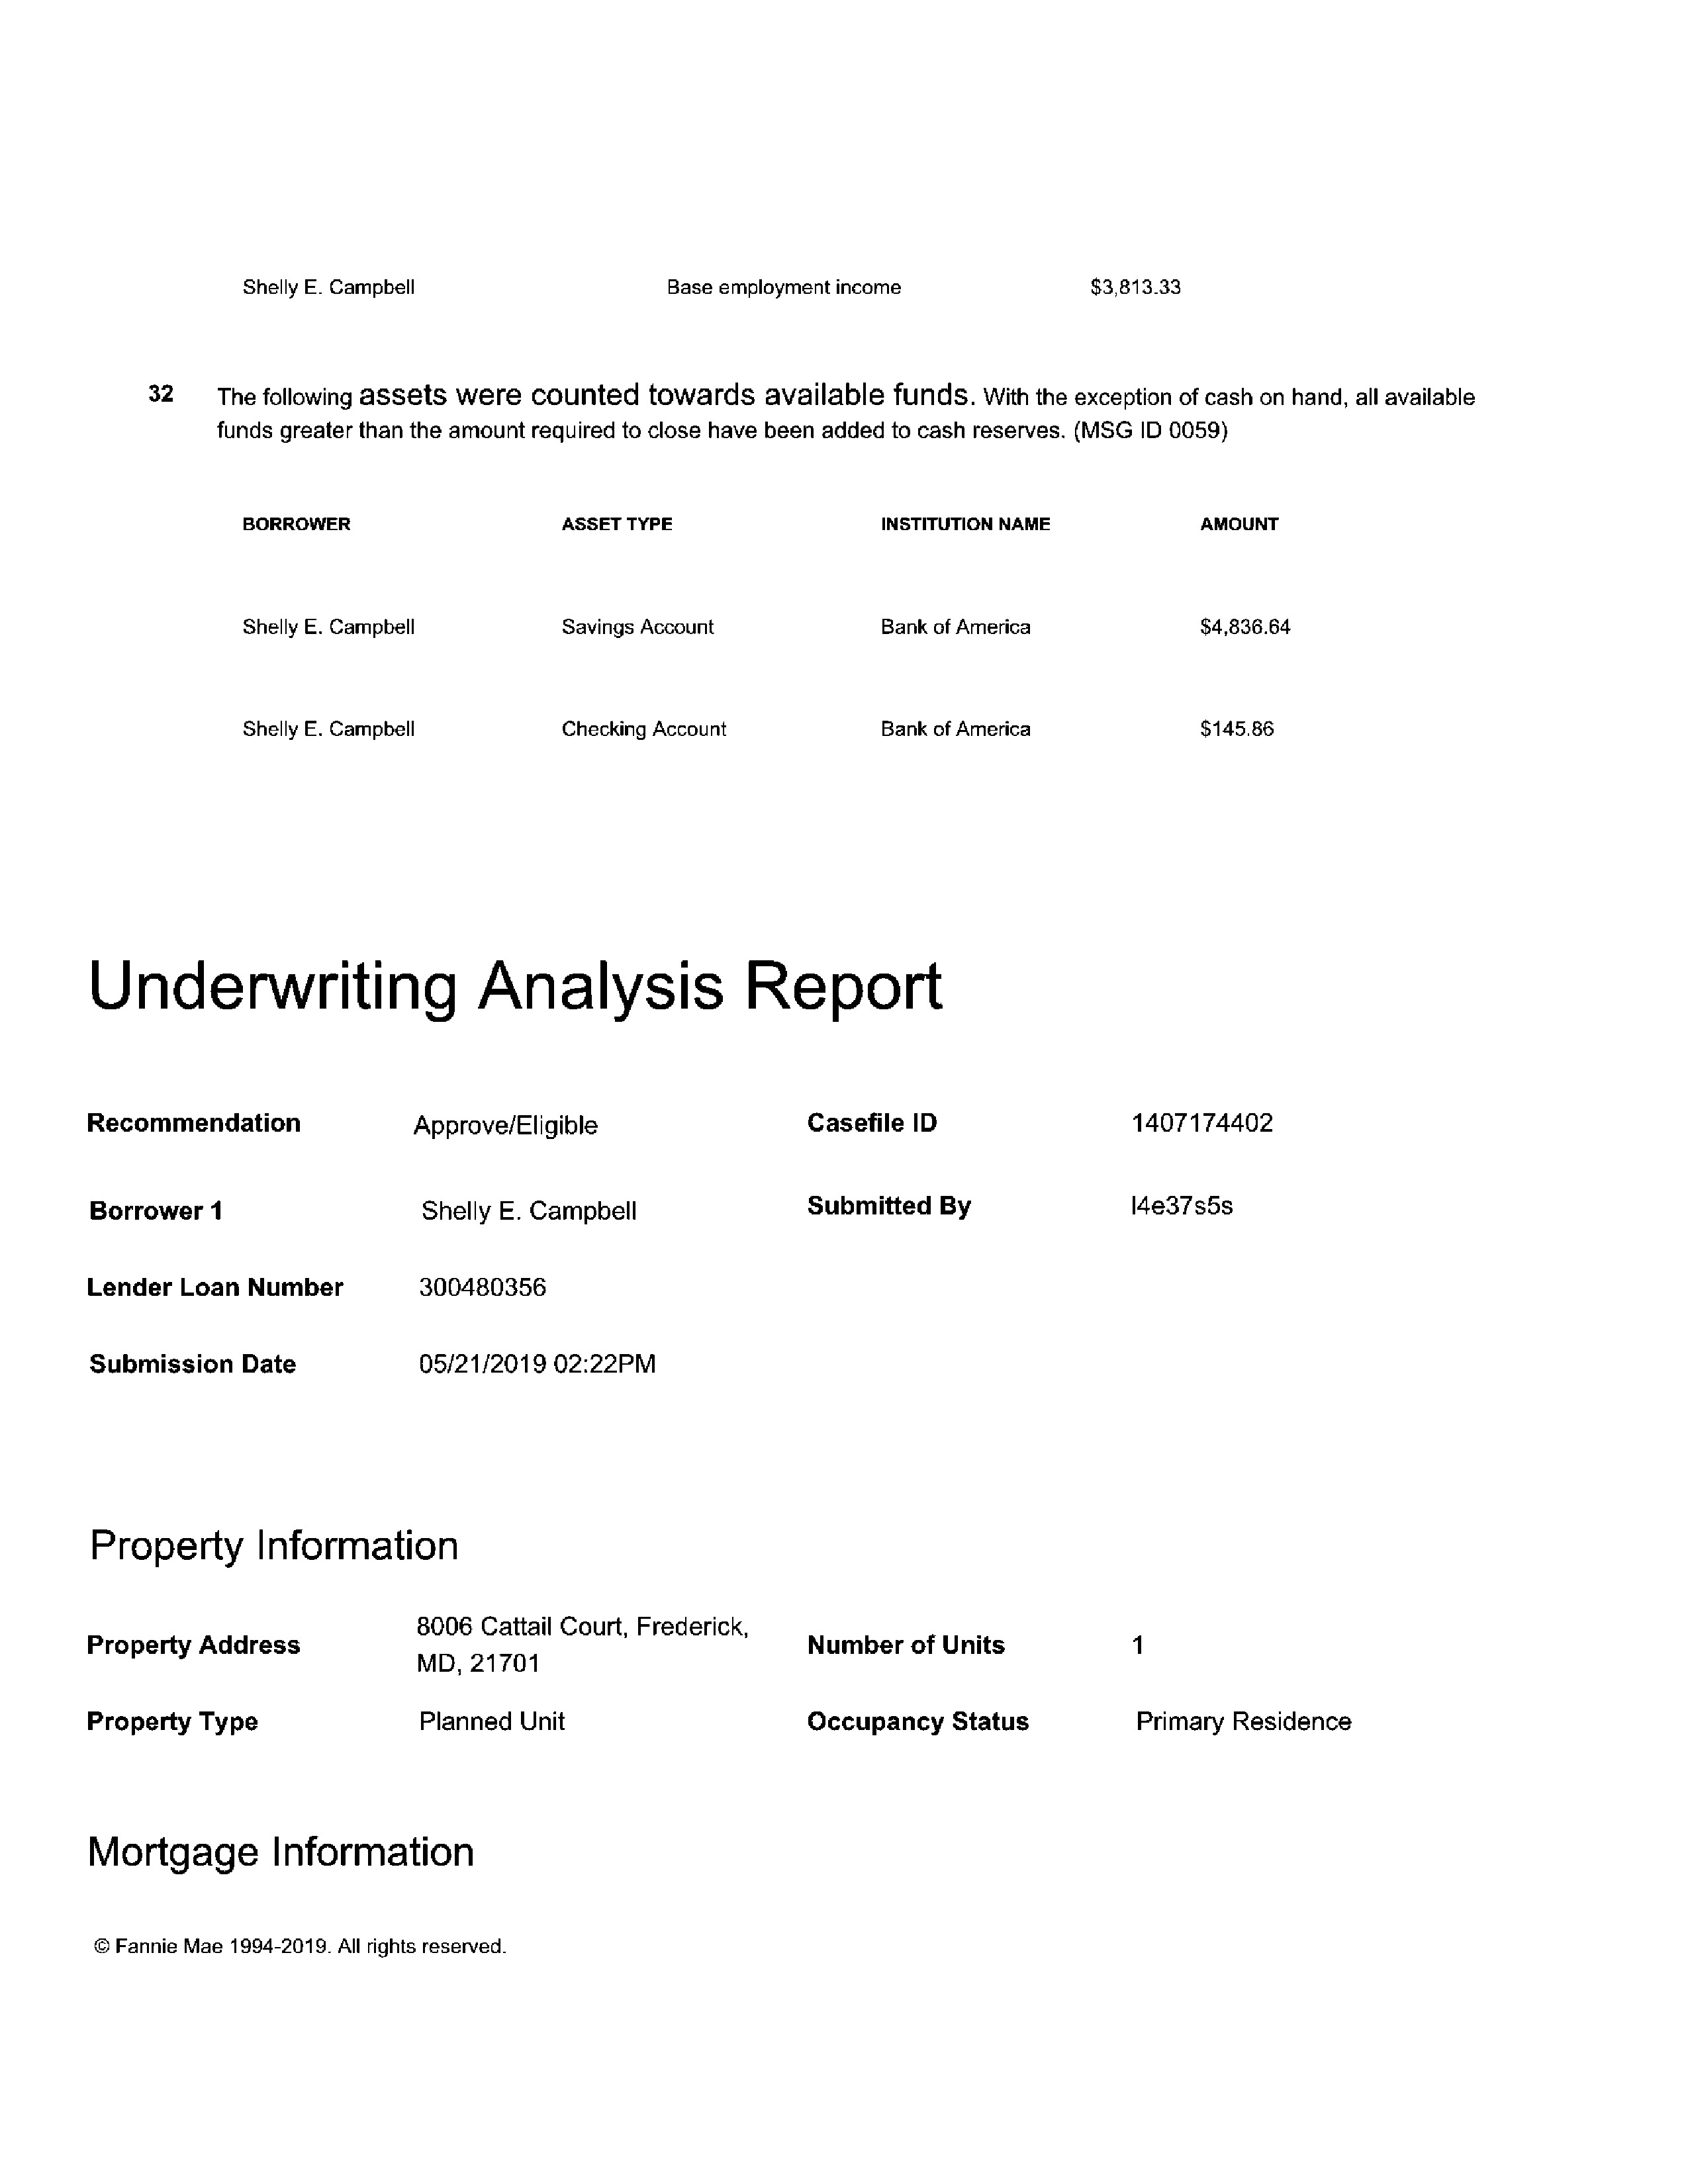 Shelly E. Campbell Base employment income $3,813.33
32 The following assets were counted towards available funds. With the exception of cash on hand, all available
funds greater than the amount required to close have been added to cash reserves. (MSG ID 0059)
BORROWER ASSET TYPE INSTITUTION NAME AMOUNT
Shelly E. Campbell Savings Account Bank of America $4,836.64
Shelly E. Campbell Checking Account Bank of America $145.86
Underwriting Analysis Report
Recommendation Approve/Eligible Casefile ID 1407174402
Borrower 1 Shelly E. Campbell Submitted By l4e37s5s
Lender Loan Number 300480356
Submission Date 05/21/2019 02:22PM
Property Information
Property Address 8006 Cattail Court, Frederick,
MD, 21701 Number of Units 1
Property Type Planned Unit Occupancy Status Primary Residence
Mortgage Information
© Fannie Mae 1994-2019. All rights reserved.